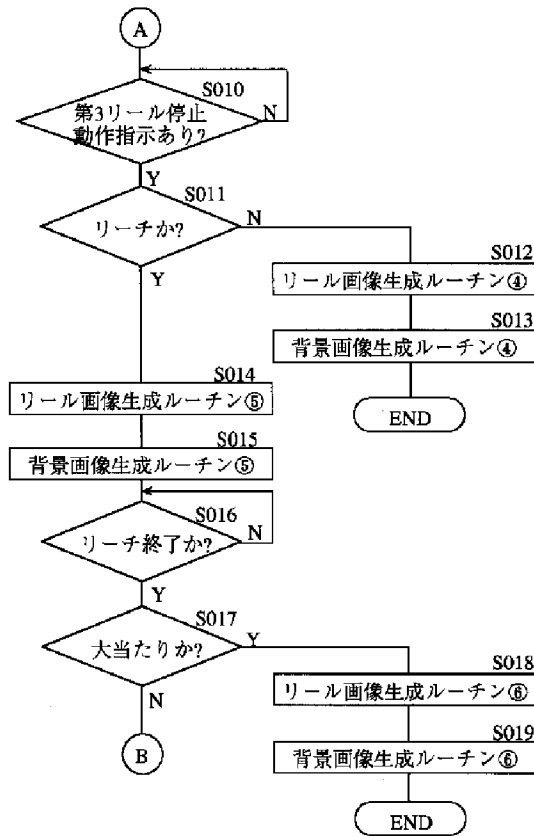 A
S010
第3リール停止
動作指示あり?
N
Y
S011
リーチか?
N
Y
S012
リール画像生成ルーチン④
S013
背景画像生成ルーチン④
END
S014
リール画像生成ルーチン⑤
S015
背景画像生成ルーチン⑤
S016
リーチ終了か?
N
Y
S017
大当たりか?
Y
N
S018
リール画像生成ルーチン⑥
S019
背景画像生成ルーチン⑥
END
B